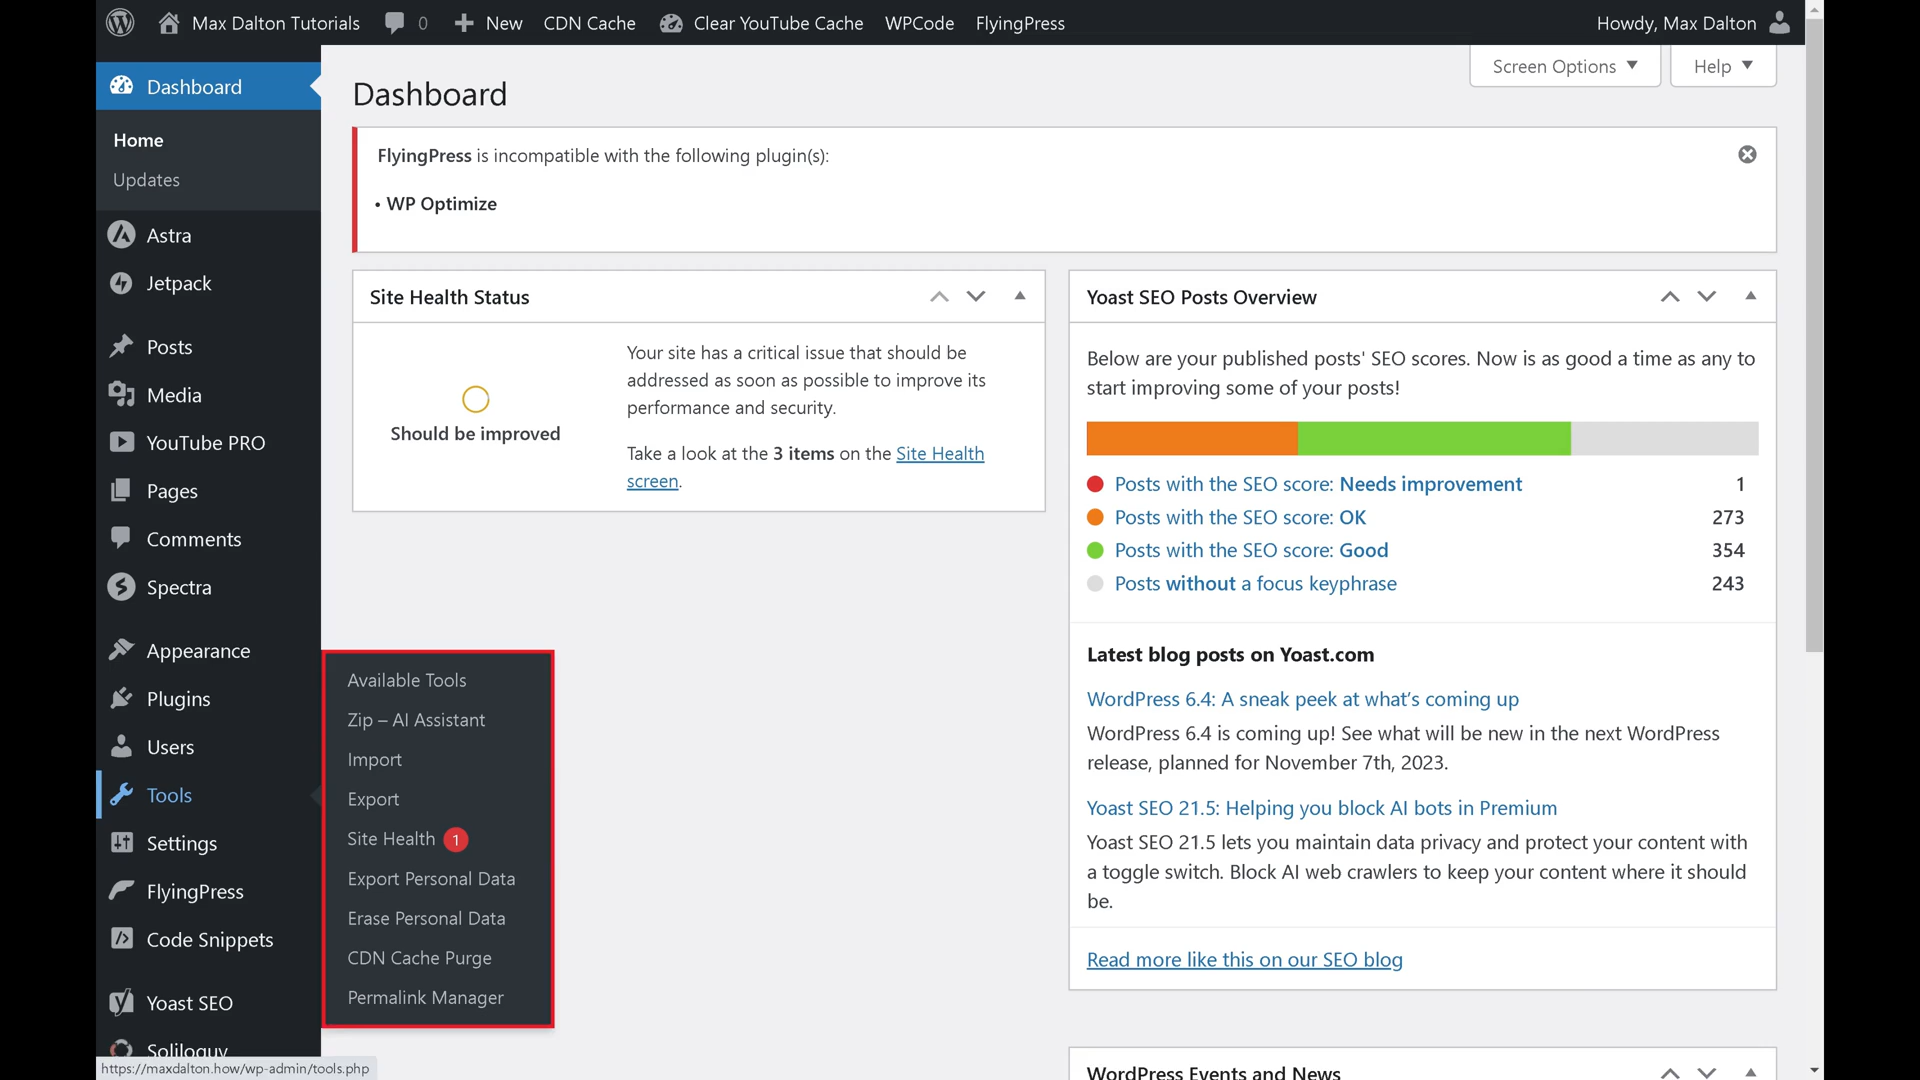 Max Dalton Tutorials 0 New CDN Cache Clear YouTube Cache WPCode FlyingPress Howdy, Max Dalton
Screen Options Help
Dashboard
Home
Updates
Astra
Jetpack
Posts
Media
YouTube PRO
Pages
Comments
Spectra
Appearance
Plugins
Users
Tools
Settings
FlyingPress
Code Snippets
Yoast SEO
Soliloquy
https://maxdalton.how/wp-admin/tools.php
Available Tools
Zip – AI Assistant
Import
Export
Site Health 1
Export Personal Data
Erase Personal Data
CDN Cache Purge
Permalink Manager
Dashboard
FlyingPress is incompatible with the following plugin(s):
• WP Optimize
Site Health Status
Should be improved
Your site has a critical issue that should be
addressed as soon as possible to improve its
performance and security.
Take a look at the 3 items on the Site Health
screen.
Yoast SEO Posts Overview
Below are your published posts' SEO scores. Now is as good a time as any to
start improving some of your posts!
Posts with the SEO score: Needs improvement 1
Posts with the SEO score: OK 273
Posts with the SEO score: Good 354
Posts without a focus keyphrase 243
Latest blog posts on Yoast.com
WordPress 6.4: A sneak peek at what’s coming up
WordPress 6.4 is coming up! See what will be new in the next WordPress
release, planned for November 7th, 2023.
Yoast SEO 21.5: Helping you block AI bots in Premium
Yoast SEO 21.5 lets you maintain data privacy and protect your content with
a toggle switch. Block AI web crawlers to keep your content where it should
be.
Read more like this on our SEO blog
WordPress Events and News